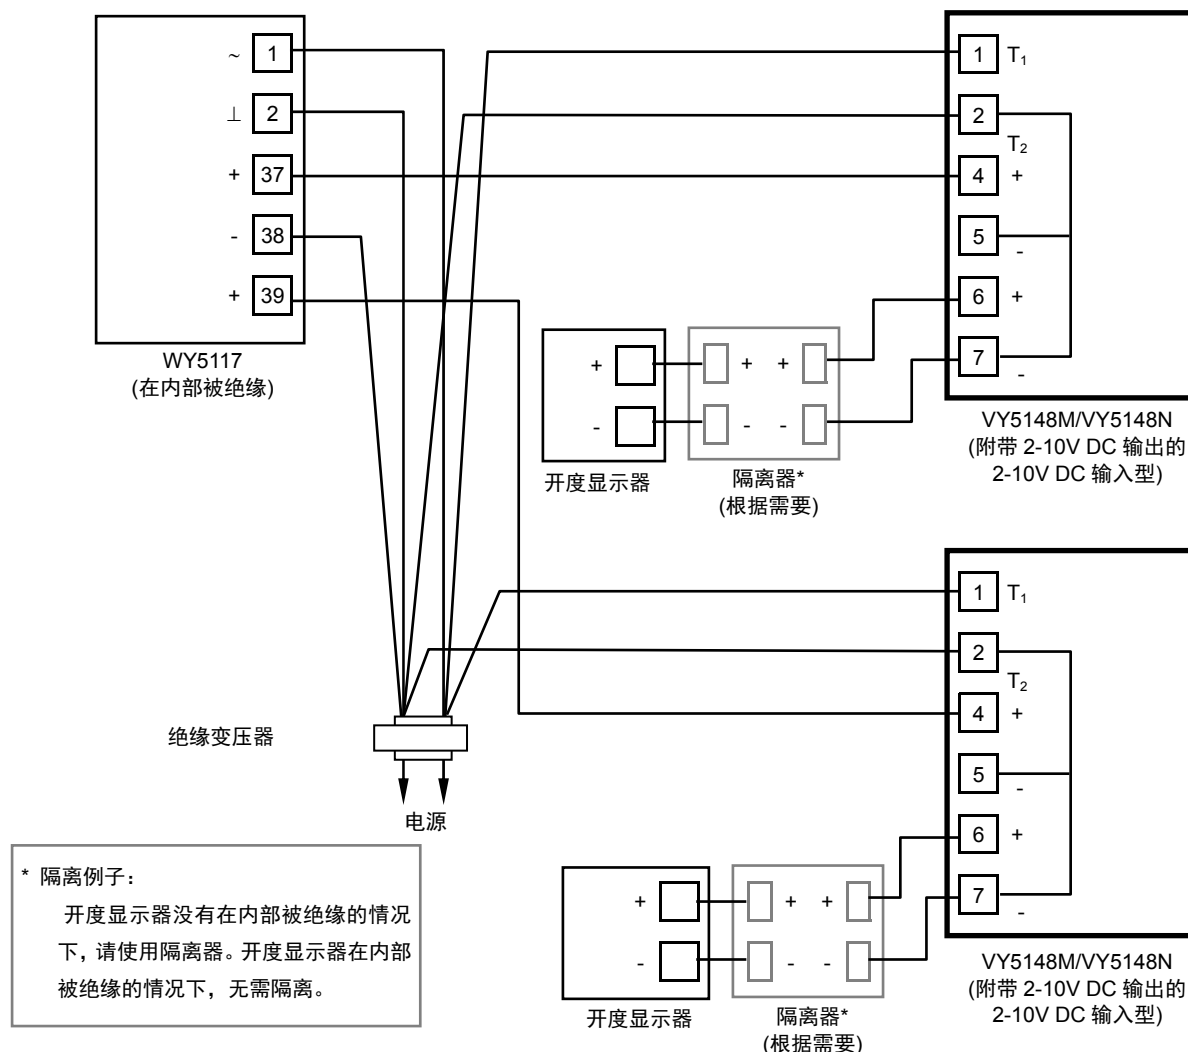 ~ 1
⊥ 2
+ 37
- 38
+ 39
WY5117
(在内部被绝缘)
1 T₁
2
T₂
4 +
5 -
6 +
7 -
VY5148M/VY5148N
(附带 2-10V DC 输出的
2-10V DC 输入型)
+ + +
- - -
开度显示器
隔离器*
(根据需要)
1 T₁
2
T₂
4 +
5 -
6 +
7 -
VY5148M/VY5148N
(附带 2-10V DC 输出的
2-10V DC 输入型)
绝缘变压器
电源
+ + +
- - -
开度显示器
隔离器*
(根据需要)
* 隔离例子：
开度显示器没有在内部被绝缘的情况
下，请使用隔离器。开度显示器在内部
被绝缘的情况下，无需隔离。